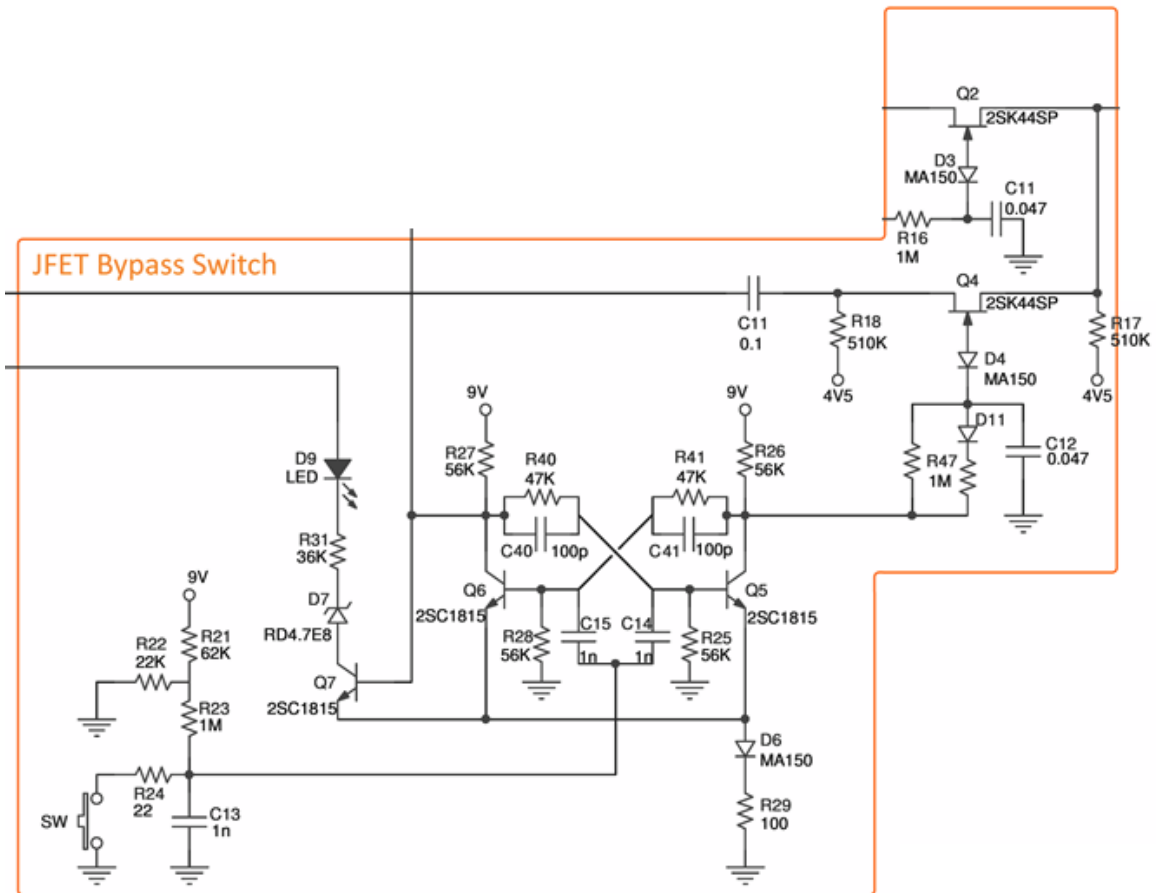 Q2
2SK44SP
D3
MA150
C11
0.047
R16
1M
JFET Bypass Switch
Q4
2SK44SP
C11
0.1
R18
510K
R17
510K
D4
MA150
4V5
4V5
9V
9V
D11
R27
56K
R40
47K
R41
47K
R26
56K
R47
1M
C12
0.047
D9
LED
R31
36K
C40
100p
C41
100p
Q6
Q5
2SC1815
2SC1815
9V
D7
RD4.7E8
R28
56K
C15
1n
C14
1n
R25
56K
R22
22K
R21
62K
Q7
2SC1815
R23
1M
D6
MA150
R24
22
SW
C13
1n
R29
100